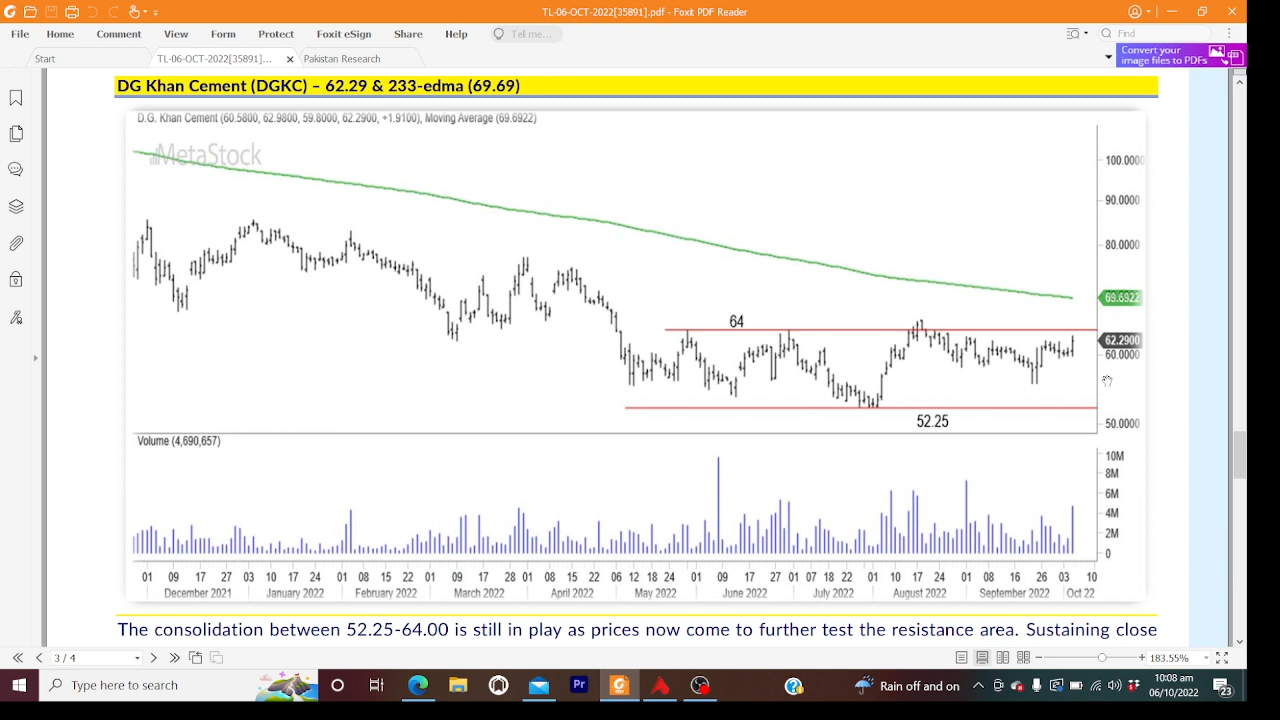 TL-06-OCT-2022[35891].pdf - Foxit PDF Reader
File Home Comment View Form Protect Foxit eSign Share Help Tell me... Find
Start TL-06-OCT-2022[35891]... Pakistan Research
Convert your
image files to PDFs
DG Khan Cement (DGKC) – 62.29 & 233-edma (69.69)
D.G. Khan Cement (60.5800, 62.9800, 59.8000, 62.2900, +1.9100), Moving Average (69.6922)
MetaStock
100.0000
90.0000
80.0000
69.6922
64
62.2900
60.0000
52.25
50.0000
Volume (4,690,657)
10M
8M
6M
4M
2M
0
01 09 17 27 03 10 17 24 01 08 16 22 01 09 17 28 01 08 15 22 06 12 18 24 01 09 17 27 01 07 18 22 01 10 17 24 01 08 16 26 03 10
December 2021 January 2022 February 2022 March 2022 April 2022 May 2022 June 2022 July 2022 August 2022 September 2022 Oct 22
The consolidation between 52.25-64.00 is still in play as prices now come to further test the resistance area. Sustaining close
3 / 4 183.55%
Type here to search Pr Rain off and on 10:08 am
06/10/2022 23